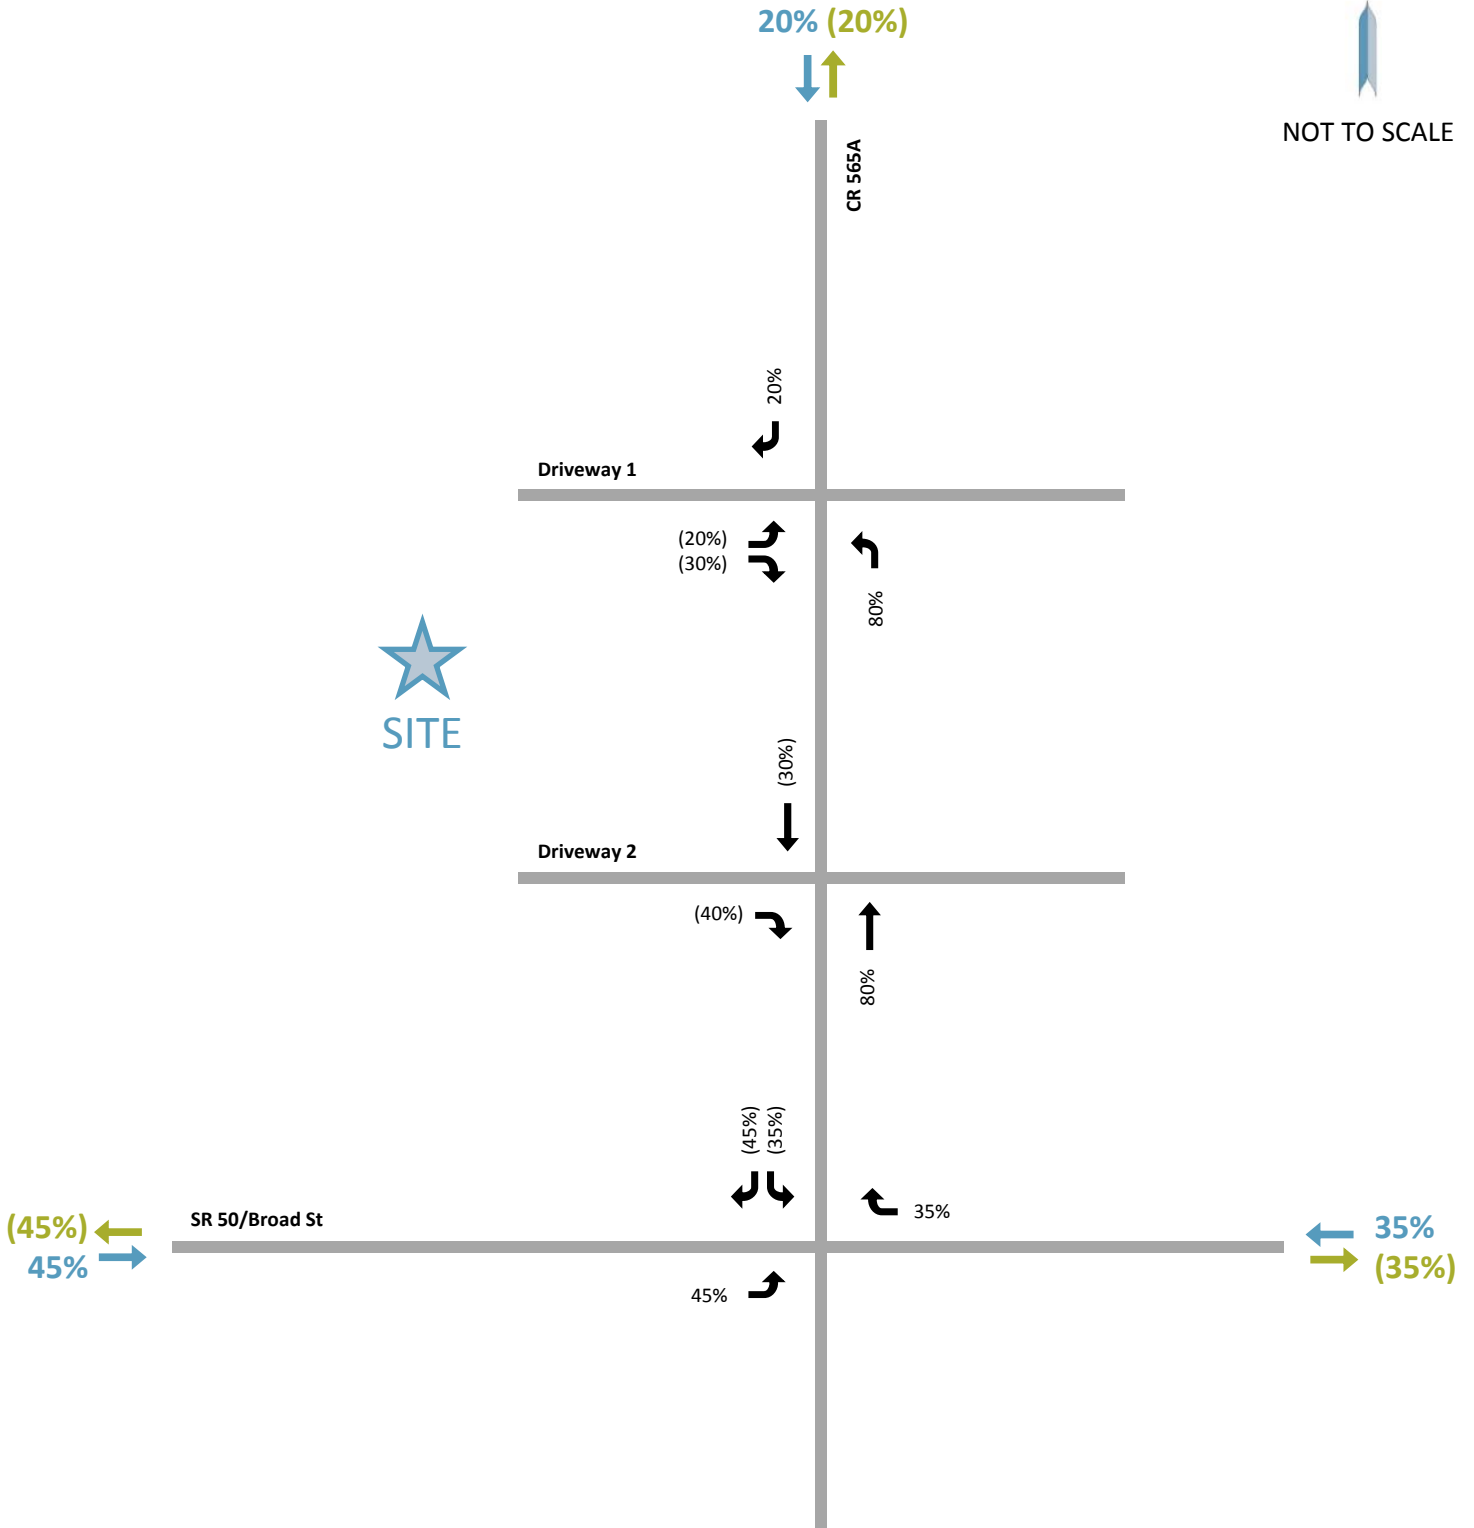 20% (20%)
NOT TO SCALE
CR 565A
20%
Driveway 1
(20%)
(30%)
80%
SITE
(30%)
Driveway 2
(40%)
80%
(45%)
(35%)
SR 50/Broad St
35%
(45%)
45%
35%
(35%)
45%